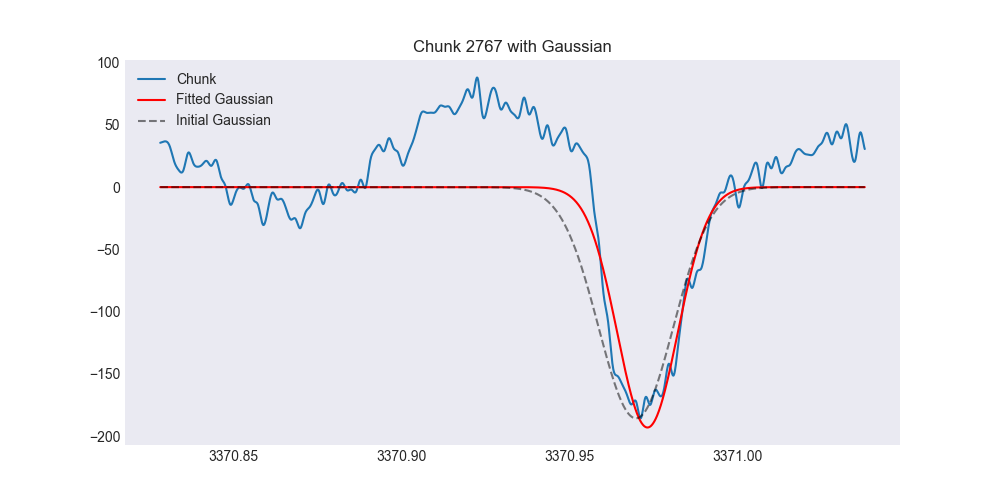 Chunk 2767 with Gaussian
100
50
0
−50
−100
−150
−200
Chunk
Fitted Gaussian
Initial Gaussian
3370.85
3370.90
3370.95
3371.00